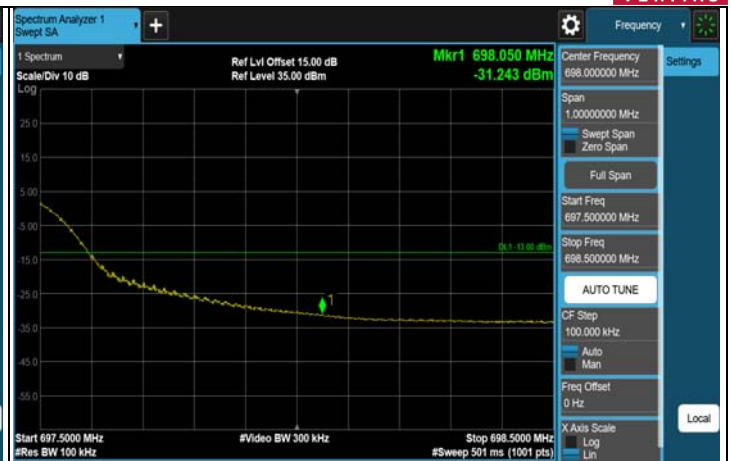 Spectrum Analyzer 1
Swept SA
+
Frequency
1 Spectrum
Scale/Div 10 dB
Log
Ref Lvl Offset 15.00 dB
Ref Level 35.00 dBm
Mkr1 698.050 MHz
-31.243 dBm
25.0
15.0
5.00
-5.00
-15.0
-25.0
-35.0
-45.0
-55.0
DL1 -13.00 dBm
1
Start 697.5000 MHz
#Res BW 100 kHz
#Video BW 300 kHz
Stop 698.5000 MHz
#Sweep 501 ms (1001 pts)
Center Frequency
698.000000 MHz
Settings
Span
1.00000000 MHz
Swept Span
Zero Span
Full Span
Start Freq
697.500000 MHz
Stop Freq
698.500000 MHz
AUTO TUNE
CF Step
100.000 kHz
Auto
Man
Freq Offset
0 Hz
X Axis Scale
Log
Lin
Local